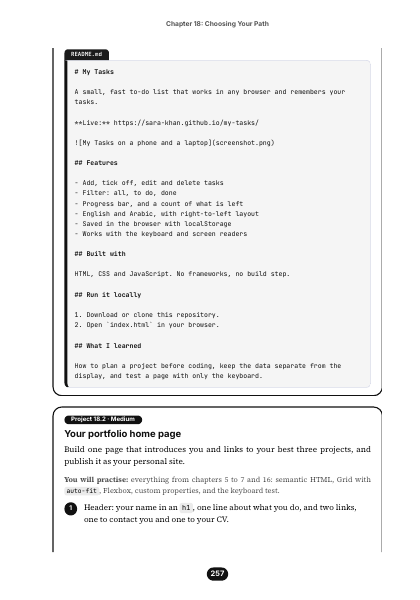 Chapter 18: Choosing Your Path
README.md
# My Tasks
A small, fast to-do list that works in any browser and remembers your
tasks.
**Live:** https://sara-khan.github.io/my-tasks/
![My Tasks on a phone and a laptop](screenshot.png)
## Features
- Add, tick off, edit and delete tasks
- Filter: all, to do, done
- Progress bar, and a count of what is left
- English and Arabic, with right-to-left layout
- Saved in the browser with localStorage
- Works with the keyboard and screen readers
## Built with
HTML, CSS and JavaScript. No frameworks, no build step.
## Run it locally
1. Download or clone this repository.
2. Open `index.html` in your browser.
## What I learned
How to plan a project before coding, keep the data separate from the
display, and test a page with only the keyboard.
Project 18.2 · Medium
Your portfolio home page
Build one page that introduces you and links to your best three projects, and
publish it as your personal site.
You will practise: everything from chapters 5 to 7 and 16: semantic HTML, Grid with
auto-fit, Flexbox, custom properties, and the keyboard test.
1 Header: your name in an h1, one line about what you do, and two links,
one to contact you and one to your CV.
257